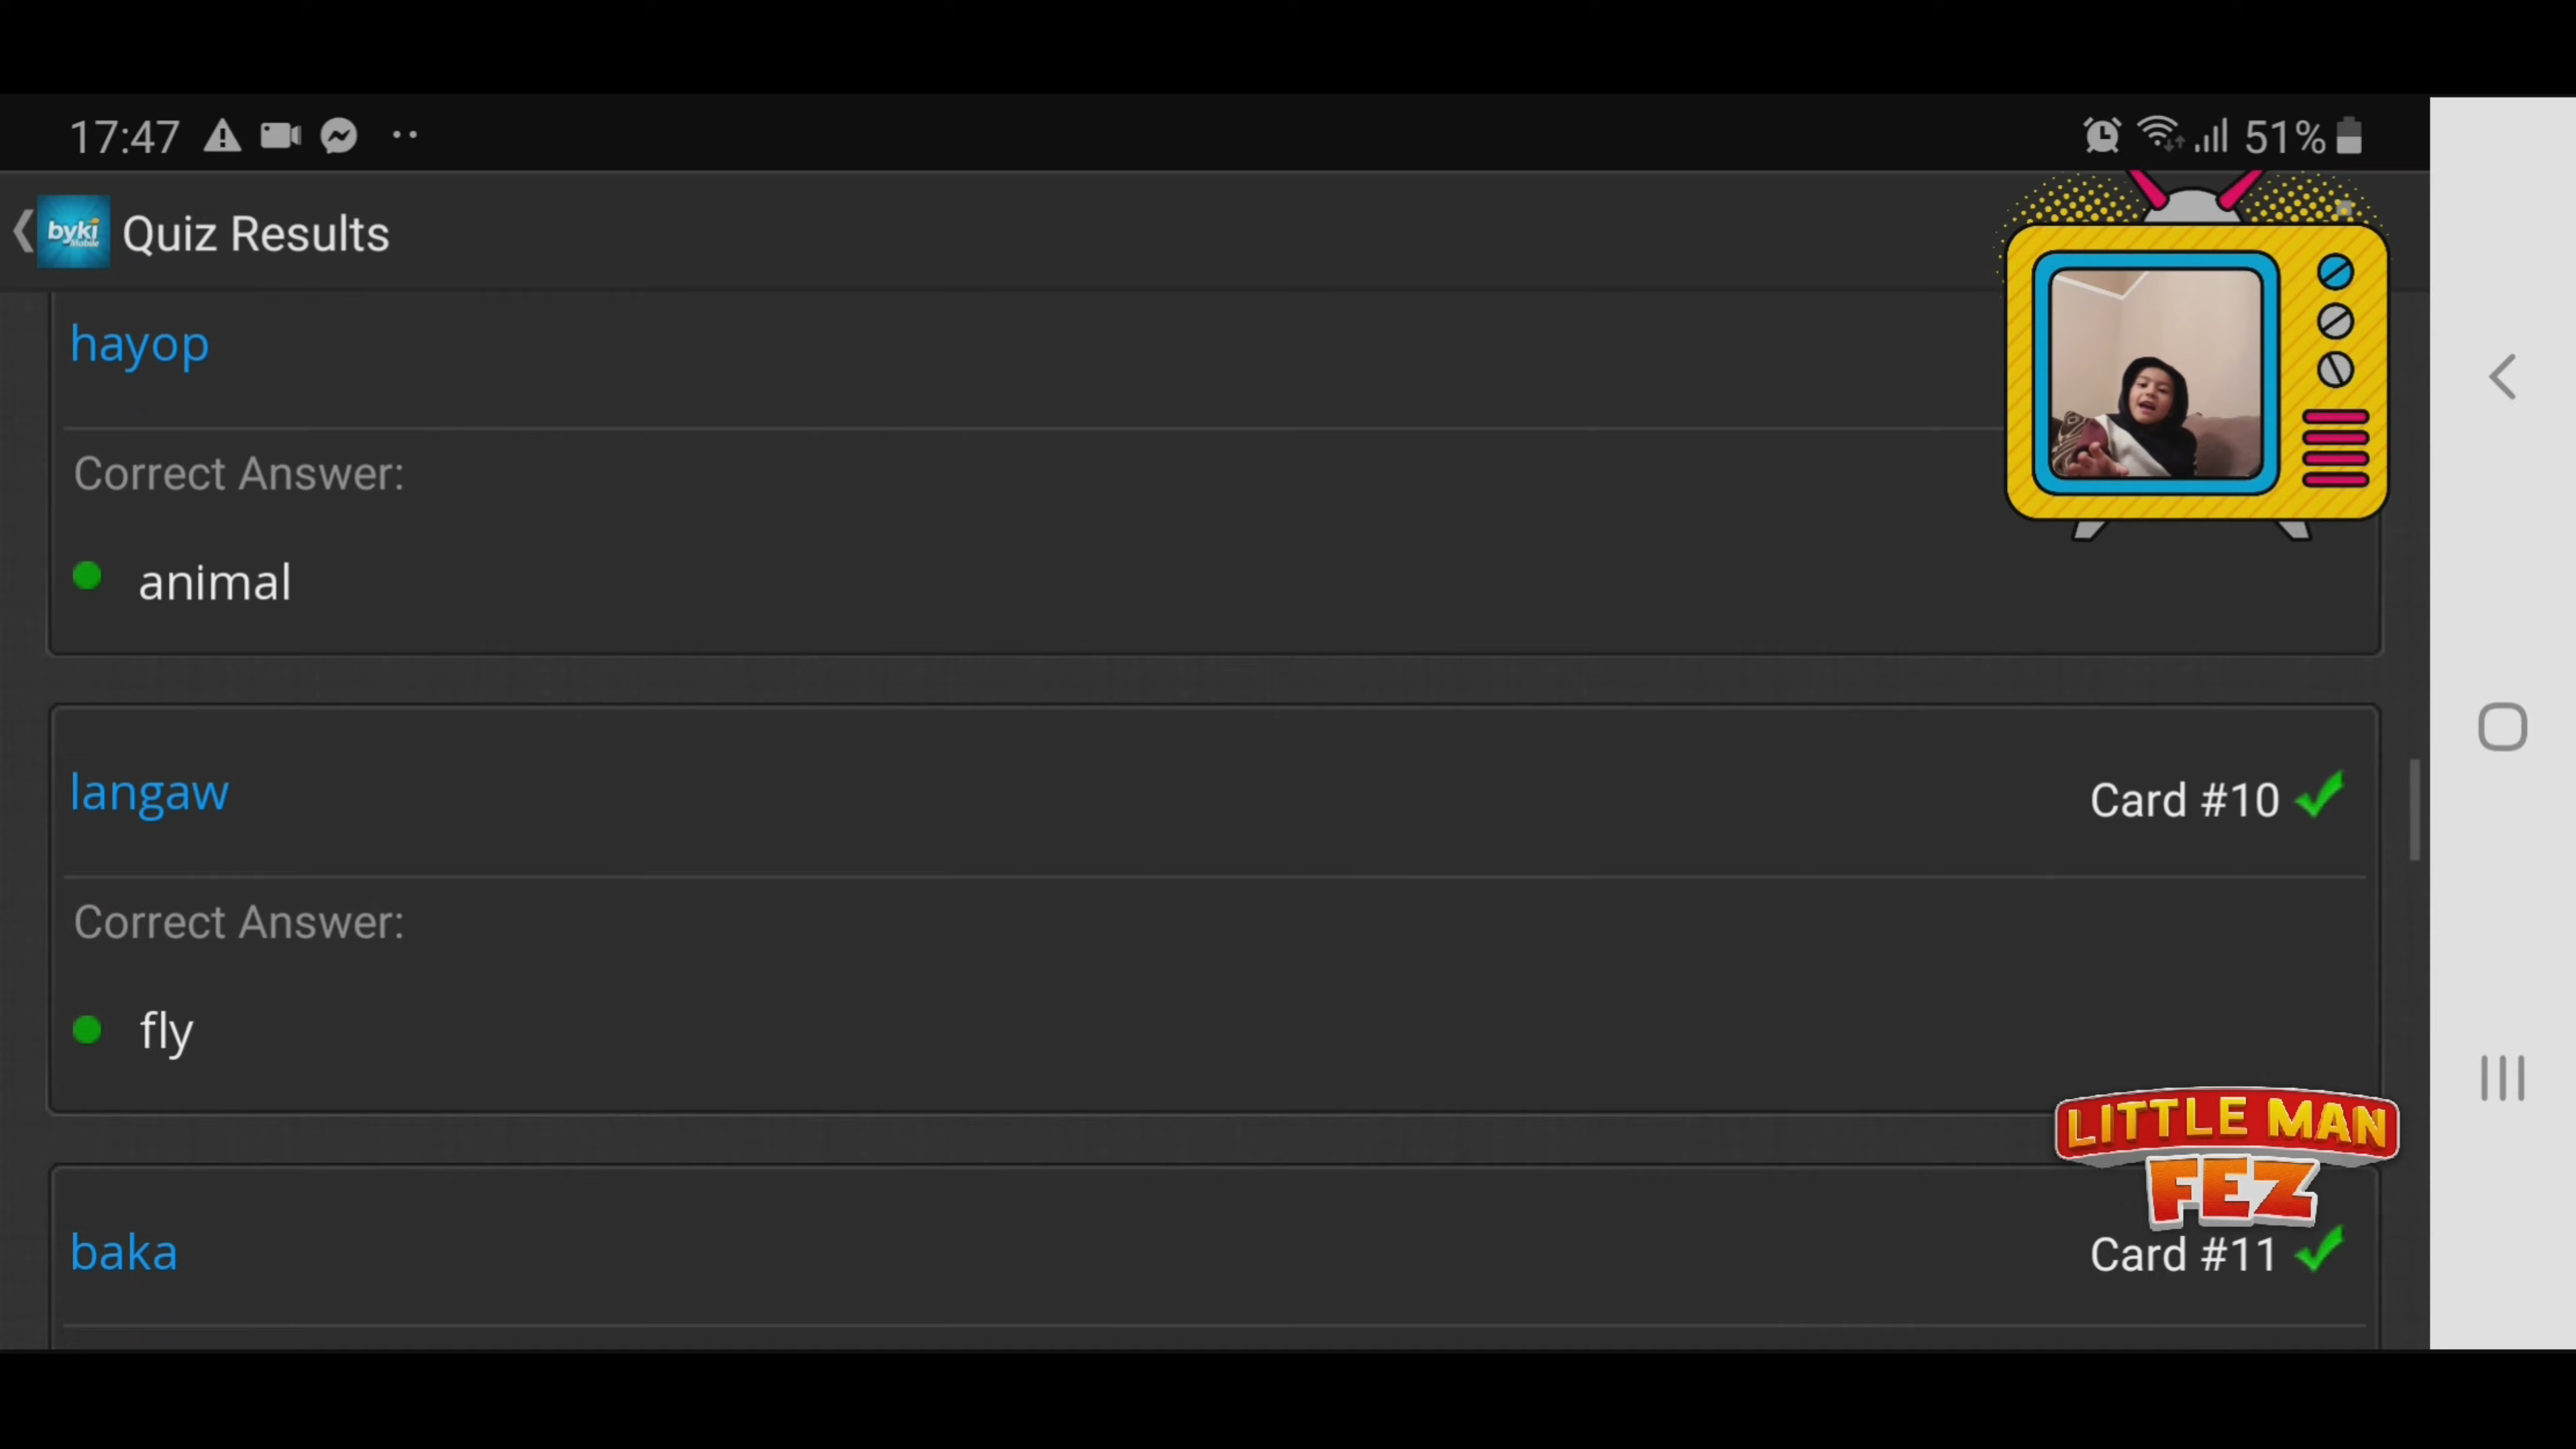 17:47
51%
byki
Mobile
Quiz Results
hayop
Correct Answer:
animal
langaw
Card #10
Correct Answer:
fly
LITTLE MAN
FEZ
baka
Card #11